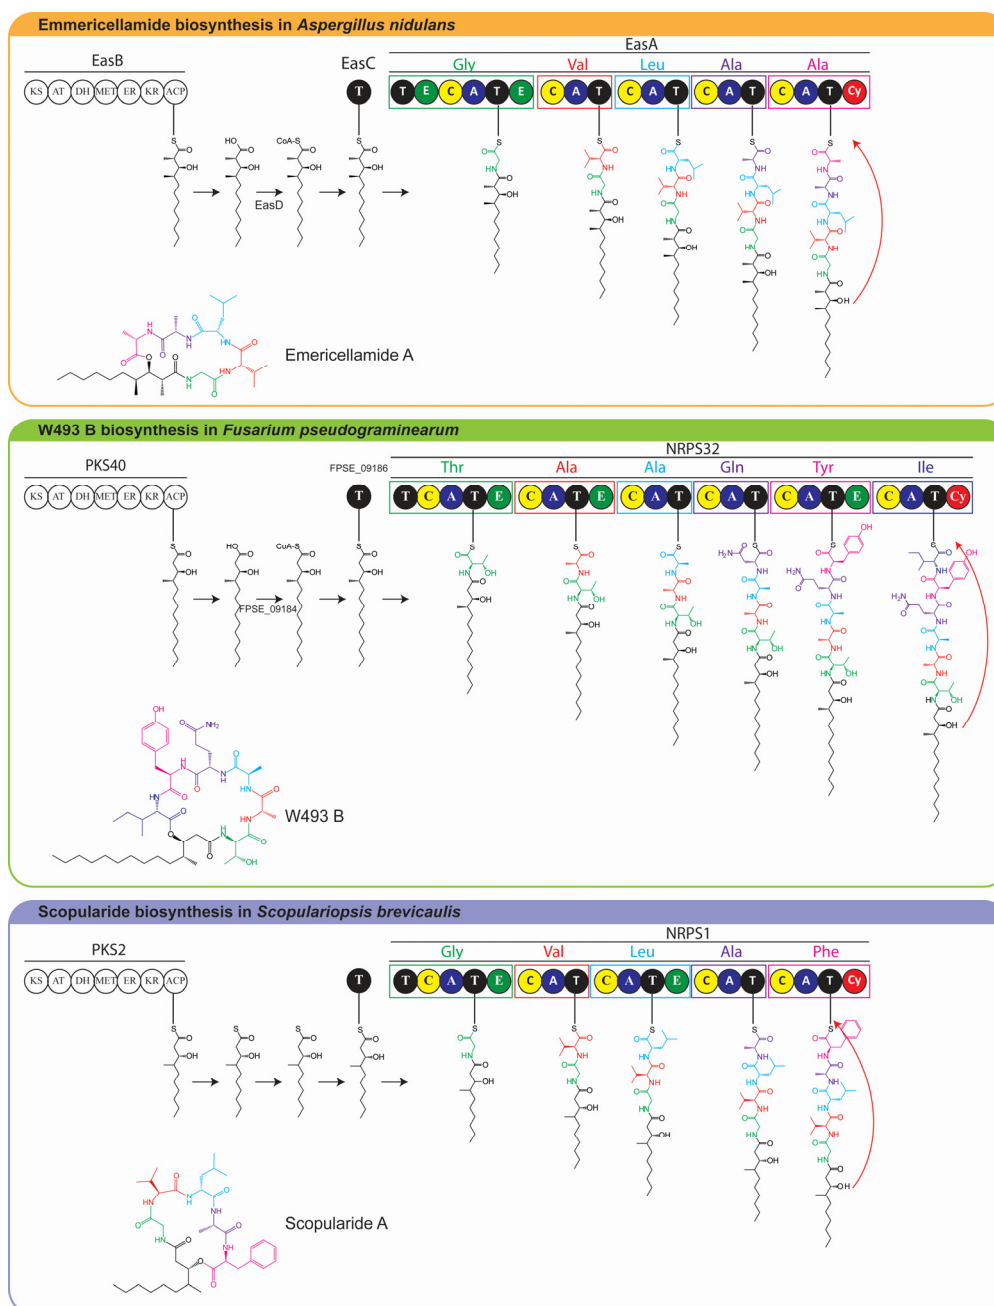 Emmericellamide biosynthesis in Aspergillus nidulans
EasB
EasC
EasA
Gly Val Leu Ala Ala
KS AT DH MET ER KR ACP
T
T E C A T E C A T C A T C A T C A T Cy
EasD
Emericellamide A
W493 B biosynthesis in Fusarium pseudograminearum
PKS40
FPSE_09186
NRPS32
Thr Ala Ala Gln Tyr Ile
KS AT DH MET ER KR ACP
T
T C A T E C A T E C A T C A T C A T E C A T Cy
FPSE_09184
W493 B
Scopularide biosynthesis in Scopulariopsis brevicaulis
PKS2
NRPS1
Gly Val Leu Ala Phe
KS AT DH MET ER KR ACP
T
T C A T E C A T C A T E C A T C A T Cy
Scopularide A